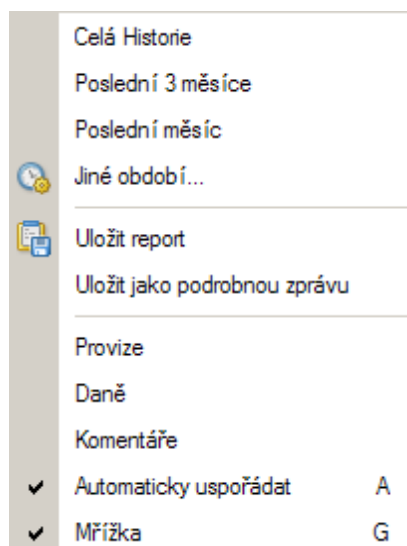 Celá Historie
Poslední 3 měsíce
Poslední měsíc
Jiné období...
Uložit report
Uložit jako podrobnou zprávu
Provize
Daně
Komentáře
Automaticky uspořádat A
Mřížka G